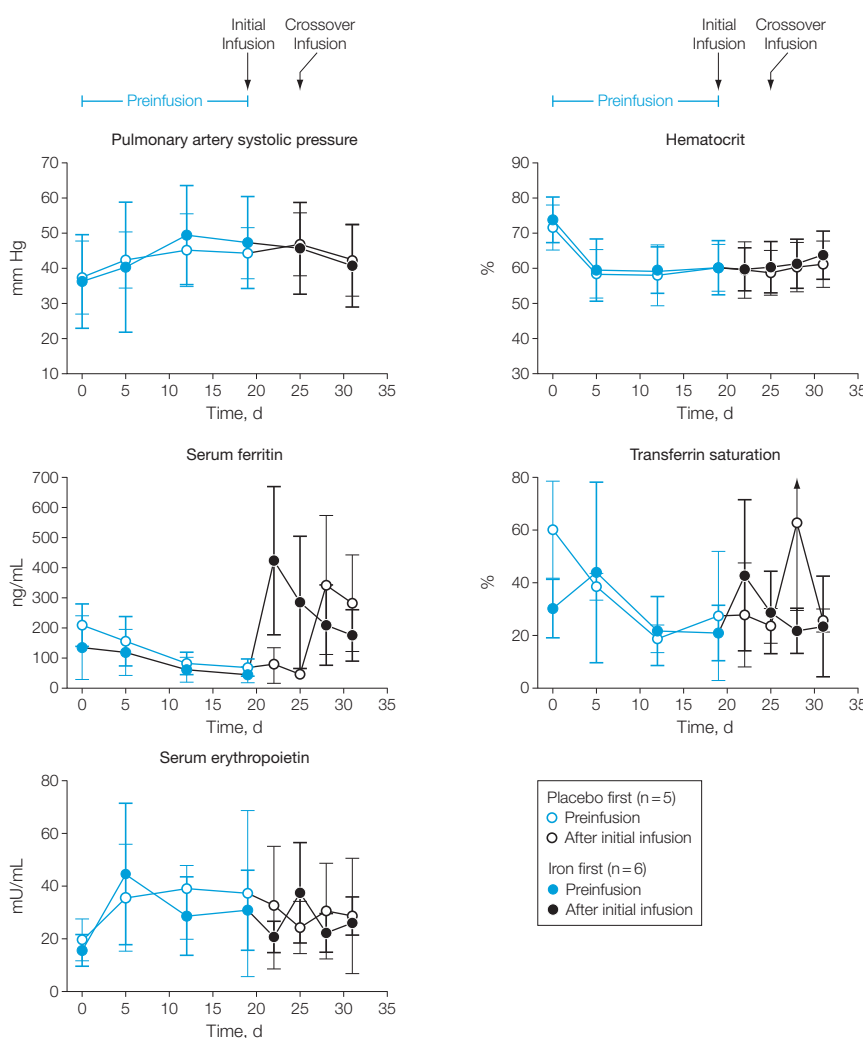 Initial
Infusion
Crossover
Infusion
Preinfusion
Initial
Infusion
Crossover
Infusion
Preinfusion
Pulmonary artery systolic pressure
70
60
50
40
30
20
10
mm Hg
0 5 10 15 20 25 30 35
Time, d
Hematocrit
90
80
70
60
50
40
30
%
0 5 10 15 20 25 30 35
Time, d
Serum ferritin
700
600
500
400
300
200
100
0
ng/mL
0 5 10 15 20 25 30 35
Time, d
Transferrin saturation
80
60
40
20
0
%
0 5 10 15 20 25 30 35
Time, d
Serum erythropoietin
80
60
40
20
0
mU/mL
0 5 10 15 20 25 30 35
Time, d
Placebo first (n=5)
Preinfusion
After initial infusion
Iron first (n=6)
Preinfusion
After initial infusion